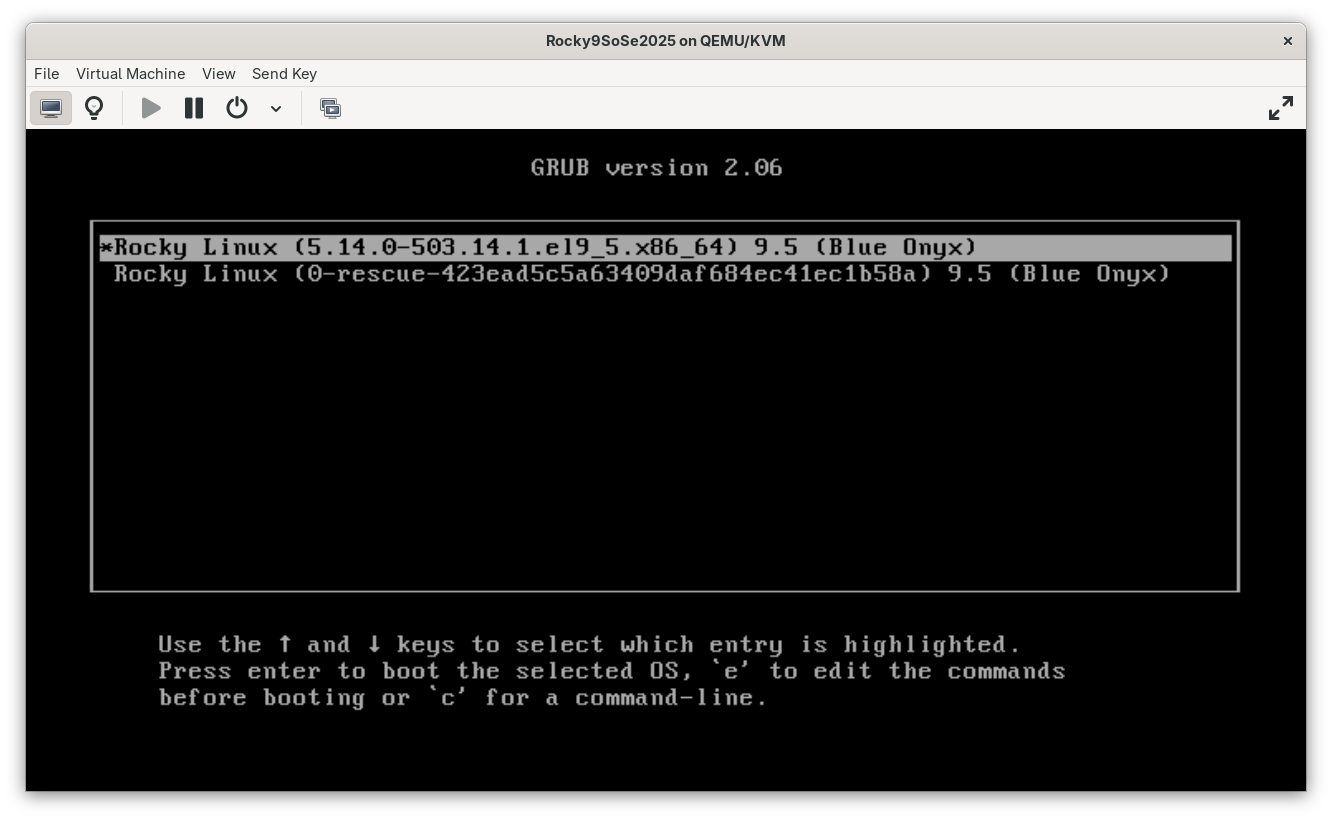 Rocky9SoSe2025 on QEMU/KVM
File Virtual Machine View Send Key
GRUB version 2.06
*Rocky Linux (5.14.0-503.14.1.el9_5.x86_64) 9.5 (Blue Onyx)
Rocky Linux (0-rescue-423ead5c5a63409daf684ec41ec1b58a) 9.5 (Blue Onyx)
Use the ↑ and ↓ keys to select which entry is highlighted.
Press enter to boot the selected OS, `e' to edit the commands
before booting or `c' for a command-line.